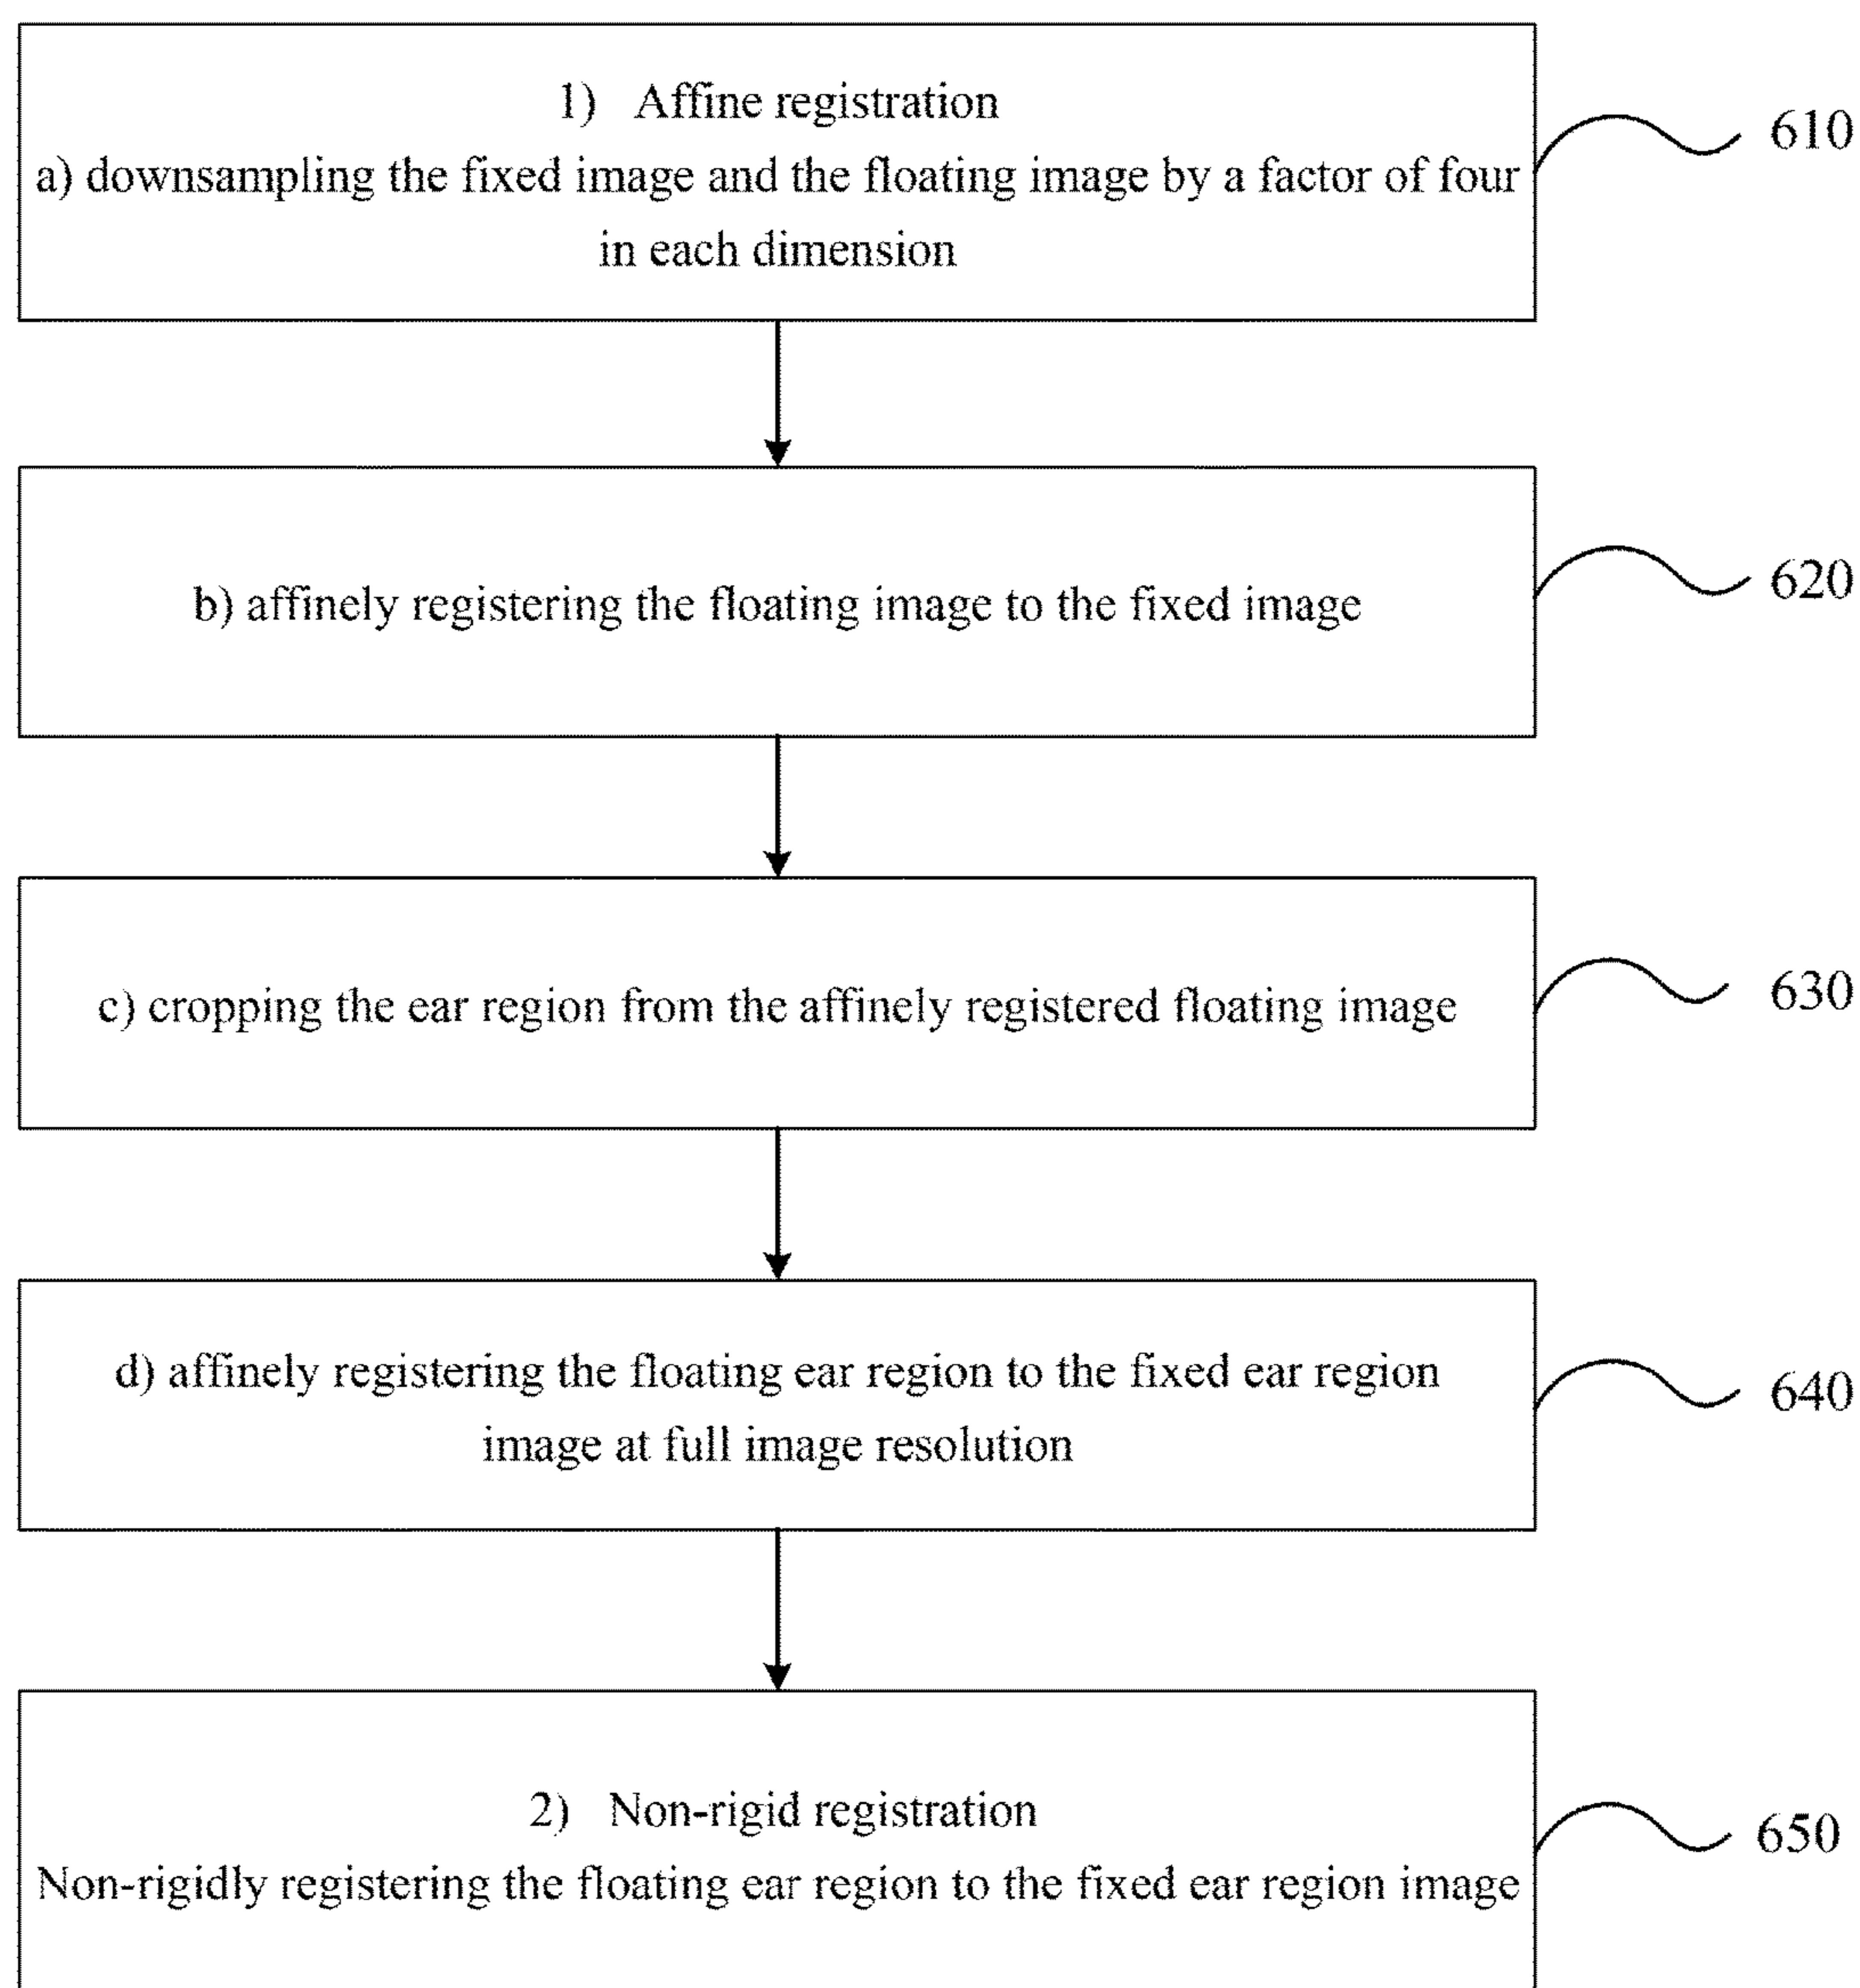 1) Affine registration
a) downsampling the fixed image and the floating image by a factor of four
in each dimension
610
b) affinely registering the floating image to the fixed image
620
c) cropping the ear region from the affinely registered floating image
630
d) affinely registering the floating ear region to the fixed ear region
image at full image resolution
640
2) Non-rigid registration
Non-rigidly registering the floating ear region to the fixed ear region image
650